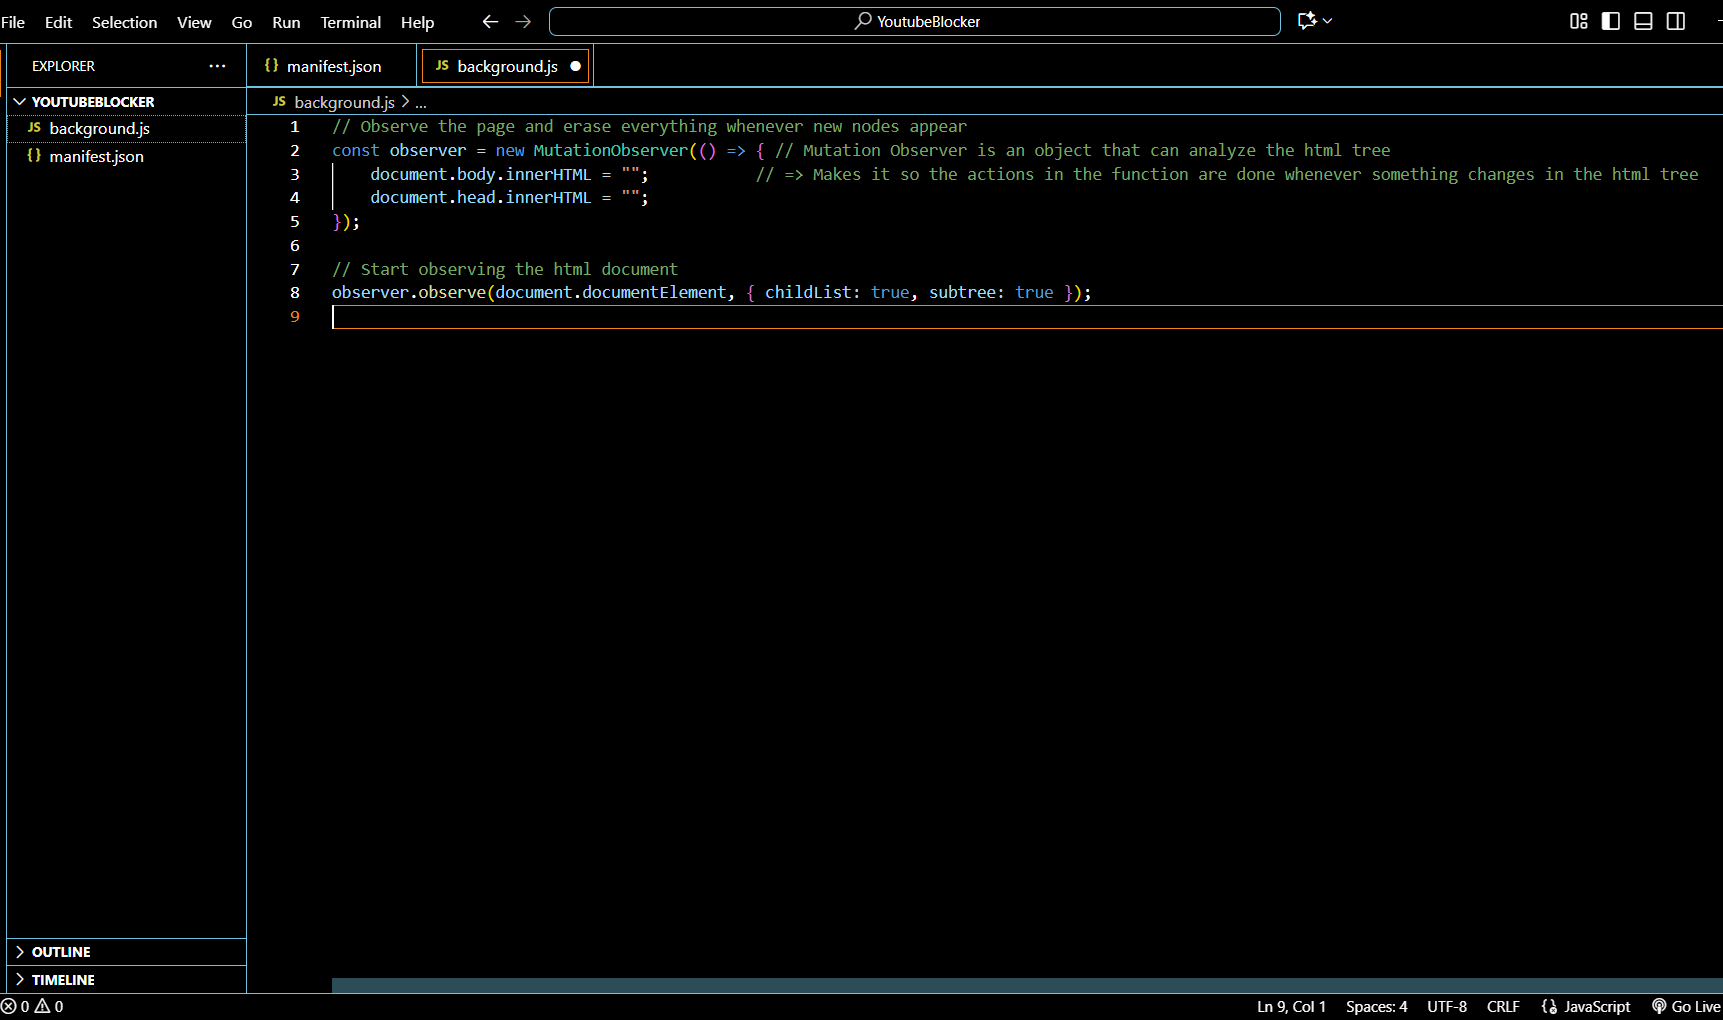 File Edit Selection View Go Run Terminal Help YoutubeBlocker
EXPLORER ...
YOUTUBEBLOCKER
JS background.js
{} manifest.json
OUTLINE
TIMELINE
{} manifest.json JS background.js
JS background.js > ...
1 // Observe the page and erase everything whenever new nodes appear
2 const observer = new MutationObserver(() => { // Mutation Observer is an object that can analyze the html tree
3 document.body.innerHTML = ""; // => Makes it so the actions in the function are done whenever something changes in the html tree
4 document.head.innerHTML = "";
5 });
6
7 // Start observing the html document
8 observer.observe(document.documentElement, { childList: true, subtree: true });
9
0 0 Ln 9, Col 1 Spaces: 4 UTF-8 CRLF {} JavaScript Go Live